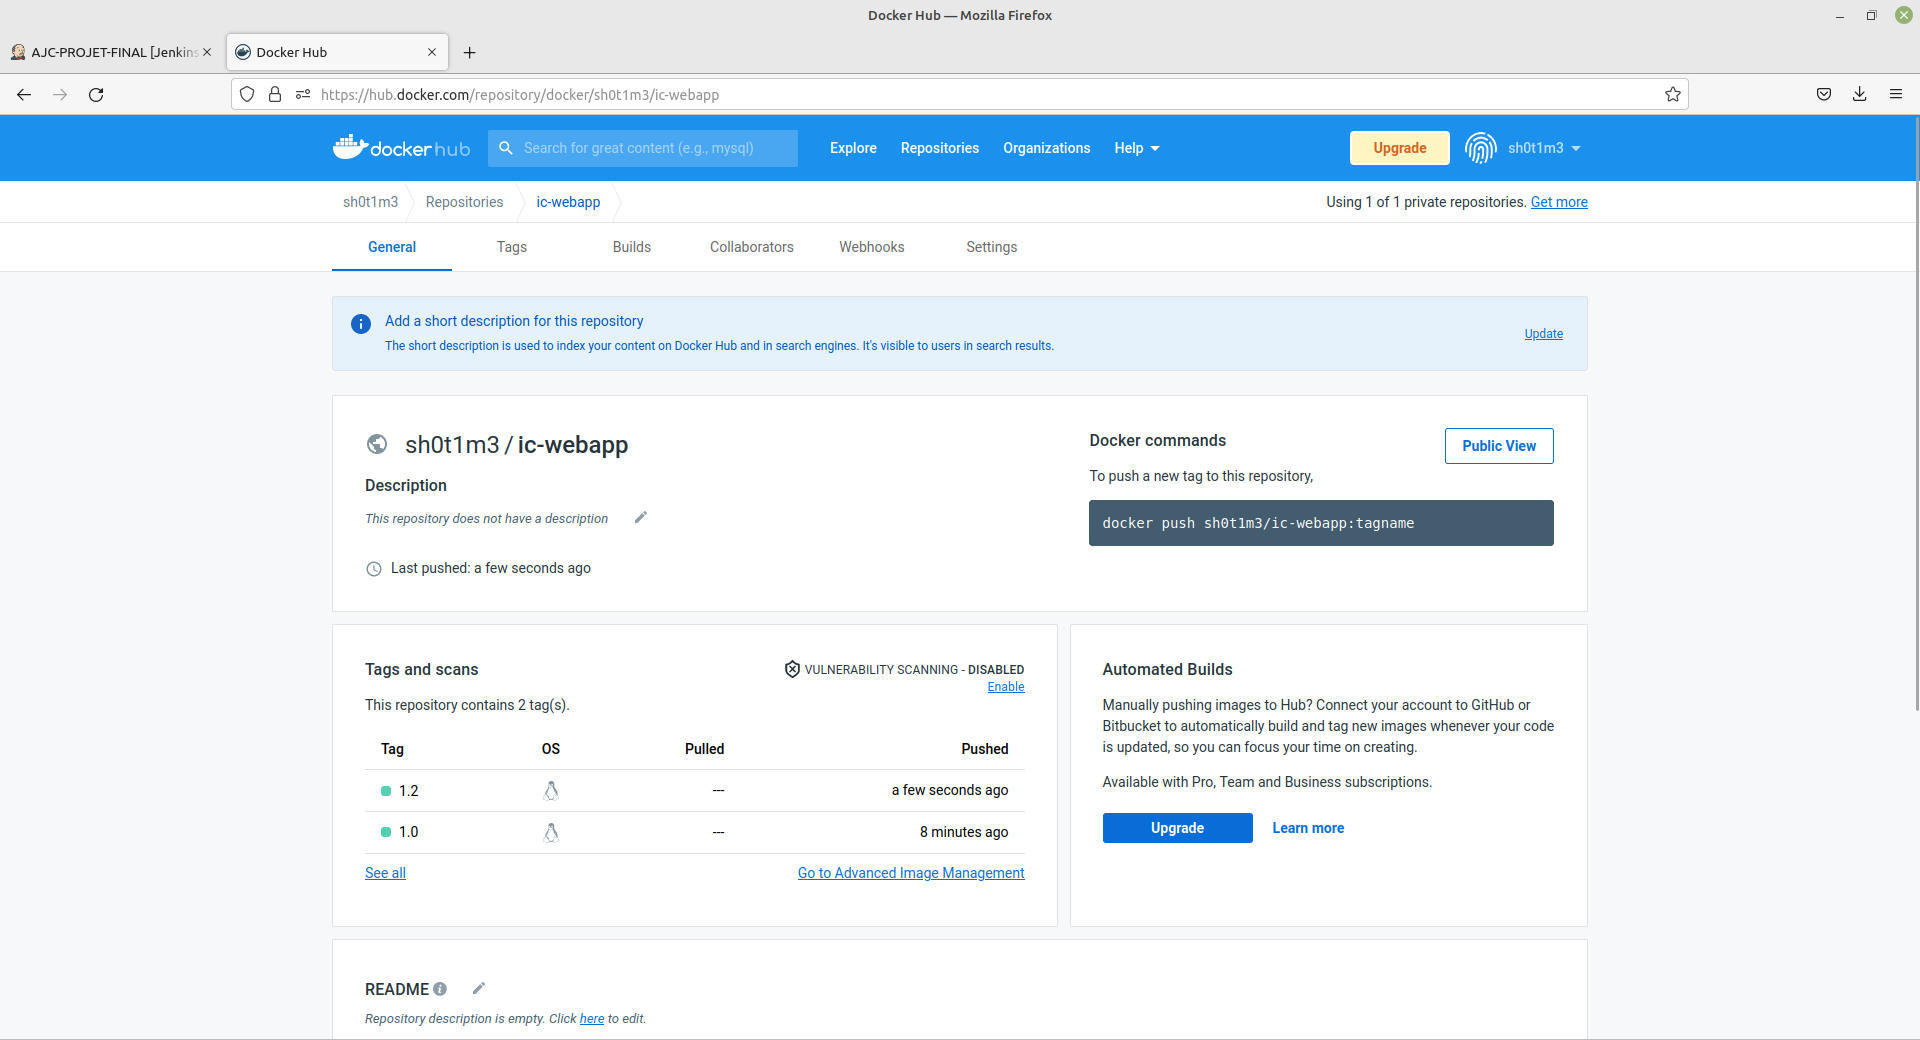 Docker Hub — Mozilla Firefox
AJC-PROJET-FINAL [Jenkins
Docker Hub
https://hub.docker.com/repository/docker/sh0t1m3/ic-webapp
docker hub
Search for great content (e.g., mysql)
Explore
Repositories
Organizations
Help
Upgrade
sh0t1m3
sh0t1m3
Repositories
ic-webapp
Using 1 of 1 private repositories. Get more
General
Tags
Builds
Collaborators
Webhooks
Settings
Add a short description for this repository
The short description is used to index your content on Docker Hub and in search engines. It's visible to users in search results.
Update
sh0t1m3 / ic-webapp
Description
This repository does not have a description
Last pushed: a few seconds ago
Docker commands
Public View
To push a new tag to this repository,
docker push sh0t1m3/ic-webapp:tagname
Tags and scans
VULNERABILITY SCANNING - DISABLED
Enable
This repository contains 2 tag(s).
Tag OS Pulled Pushed
1.2 --- a few seconds ago
1.0 --- 8 minutes ago
See all
Go to Advanced Image Management
Automated Builds
Manually pushing images to Hub? Connect your account to GitHub or
Bitbucket to automatically build and tag new images whenever your code
is updated, so you can focus your time on creating.
Available with Pro, Team and Business subscriptions.
Upgrade
Learn more
README
Repository description is empty. Click here to edit.